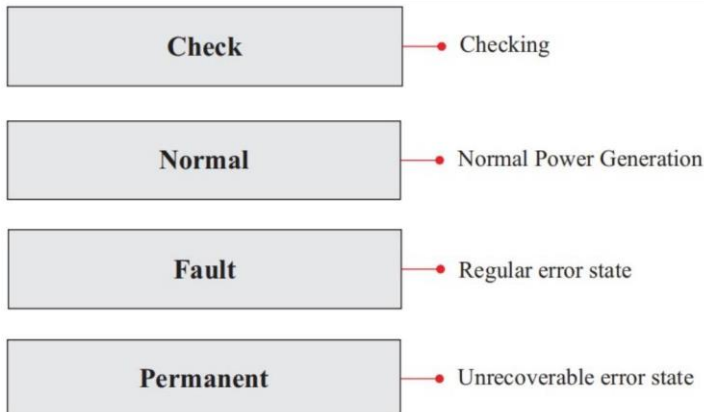 Check
Checking
Normal
Normal Power Generation
Fault
Regular error state
Permanent
Unrecoverable error state